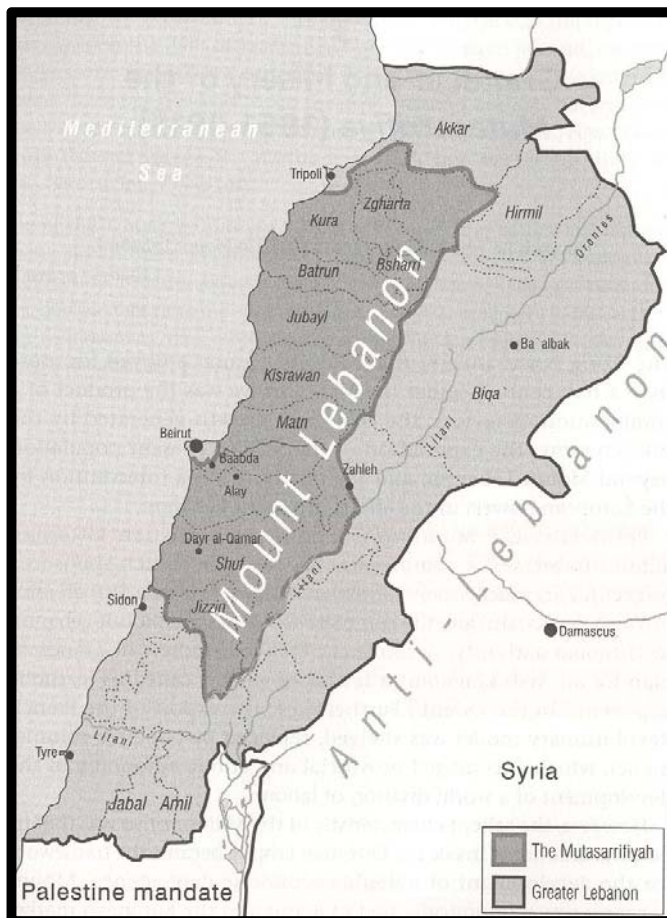 Mediterranean
Sea
Akkar
Tripoli
Zgharta
Hirmil
Kura
Orontes
Bsharri
Batrun
Mount Lebanon
Jubayl
Ba`albak
Kisrawan
Biqa
Matn
Litani
Beirut
Baabda
Zahleh
Alay
Anti Lebanon
Dayr al-Qamar
Shuf
Litani
Sidon
Jizzin
Damascus
Litani
Tyre
Syria
Jabal Amil
The Mutasarrifiyah
Greater Lebanon
Palestine mandate